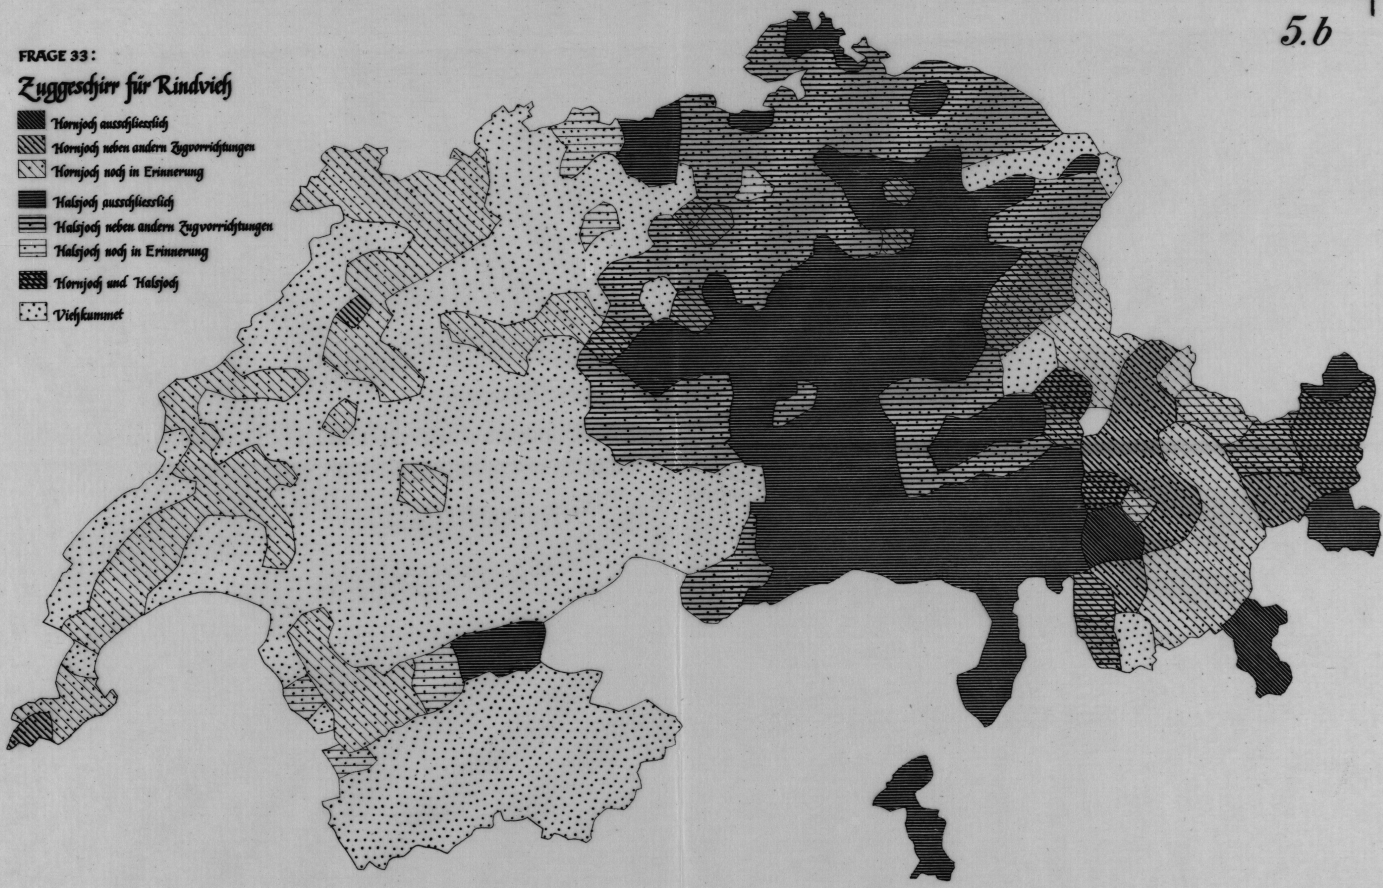 5.b
FRAGE 33:
Zuggeschirr für Rindvieh
Hornjoch ausschliesslich
Hornjoch neben andern Zugvorrichtungen
Hornjoch noch in Erinnerung
Halsjoch ausschliesslich
Halsjoch neben andern Zugvorrichtungen
Halsjoch noch in Erinnerung
Hornjoch und Halsjoch
Viehkummet